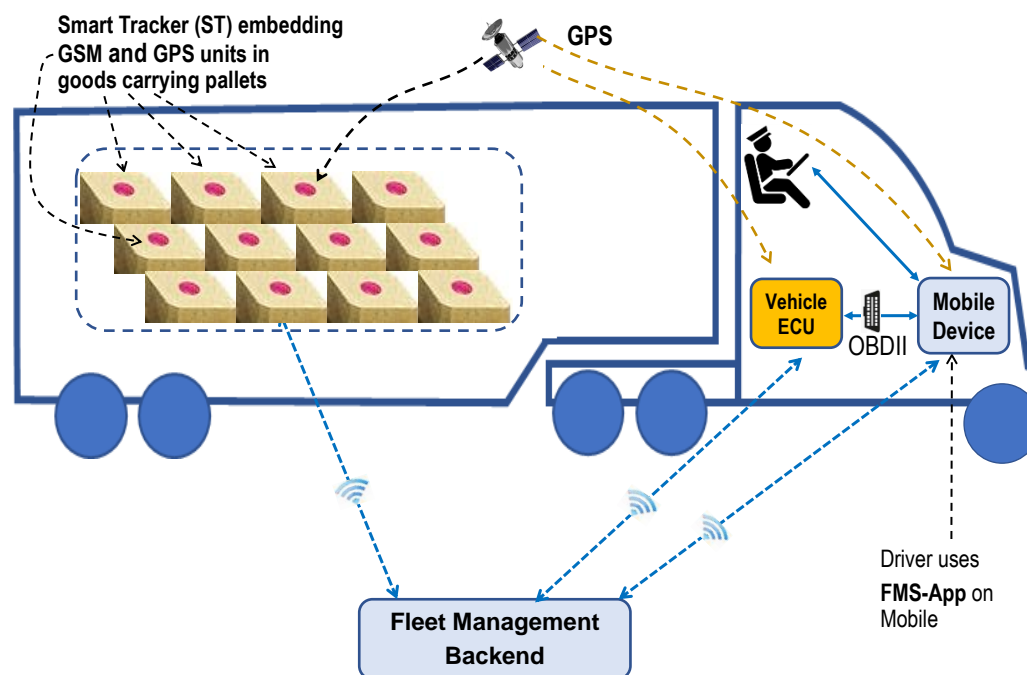 Smart Tracker (ST) embedding
GSM and GPS units in
goods carrying pallets
GPS
Vehicle
ECU
OBDII
Mobile
Device
Driver uses
FMS-App on
Mobile
Fleet Management
Backend